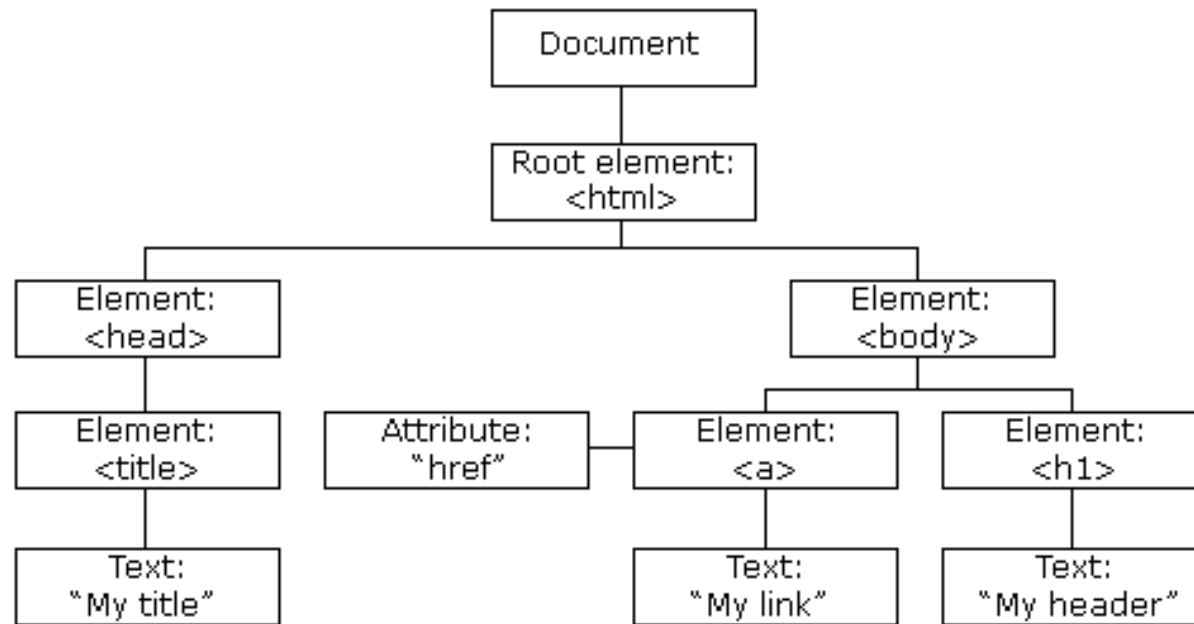 Document
Root element:
<html>
Element:
<head>
Element:
<body>
Element:
<title>
Attribute:
“href”
Element:
<a>
Element:
<h1>
Text:
“My title”
Text:
“My link”
Text:
“My header”